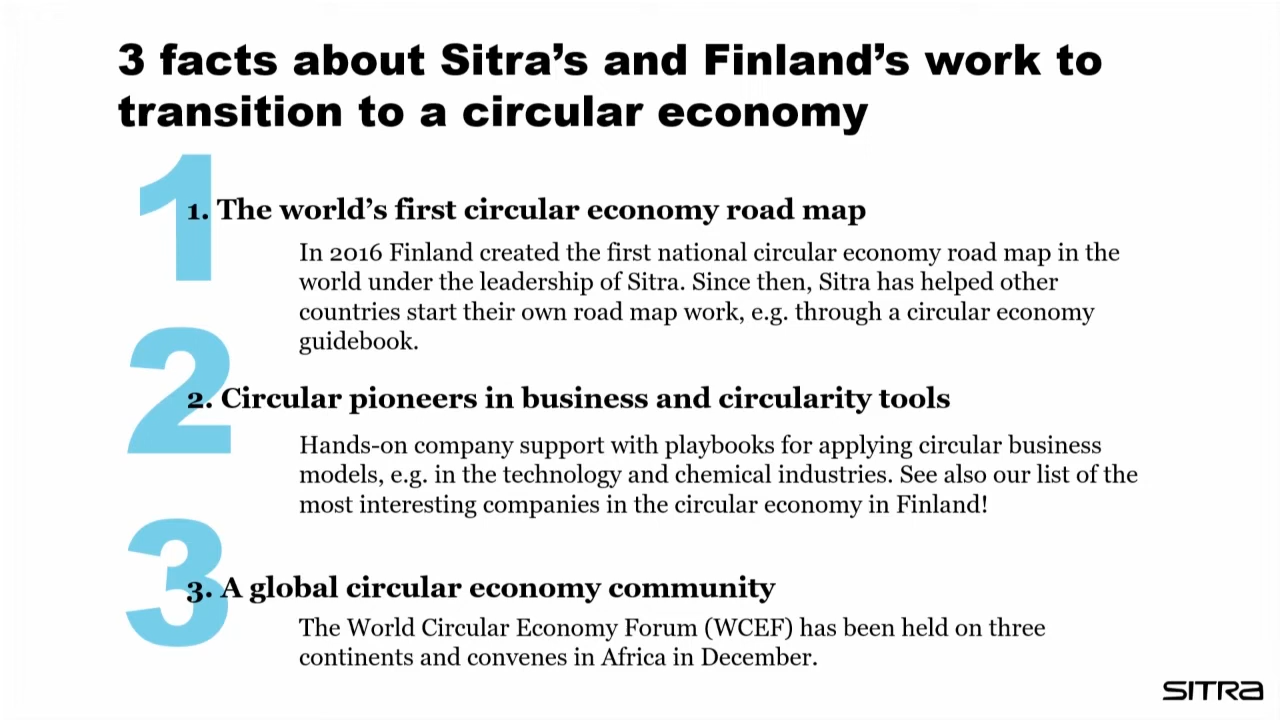 3 facts about Sitra’s and Finland’s work to
transition to a circular economy
1
1. The world’s first circular economy road map
In 2016 Finland created the first national circular economy road map in the
world under the leadership of Sitra. Since then, Sitra has helped other
countries start their own road map work, e.g. through a circular economy
guidebook.
2
2. Circular pioneers in business and circularity tools
Hands-on company support with playbooks for applying circular business
models, e.g. in the technology and chemical industries. See also our list of the
most interesting companies in the circular economy in Finland!
3
3. A global circular economy community
The World Circular Economy Forum (WCEF) has been held on three
continents and convenes in Africa in December.
SITRA